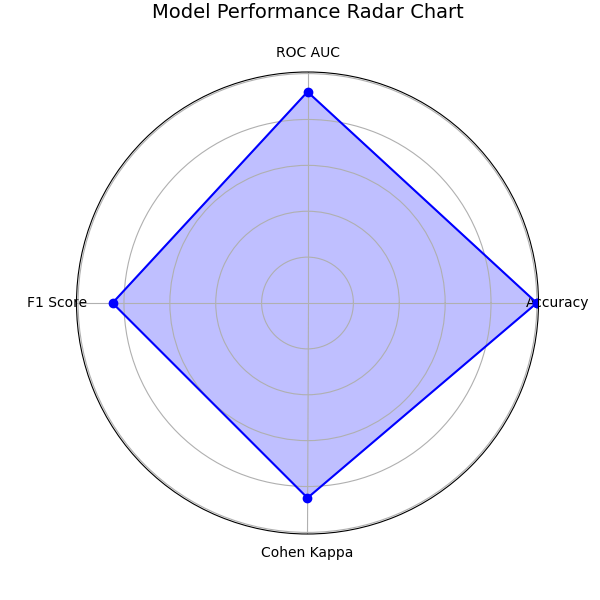 Model Performance Radar Chart
ROC AUC
F1 Score
Accuracy
Cohen Kappa